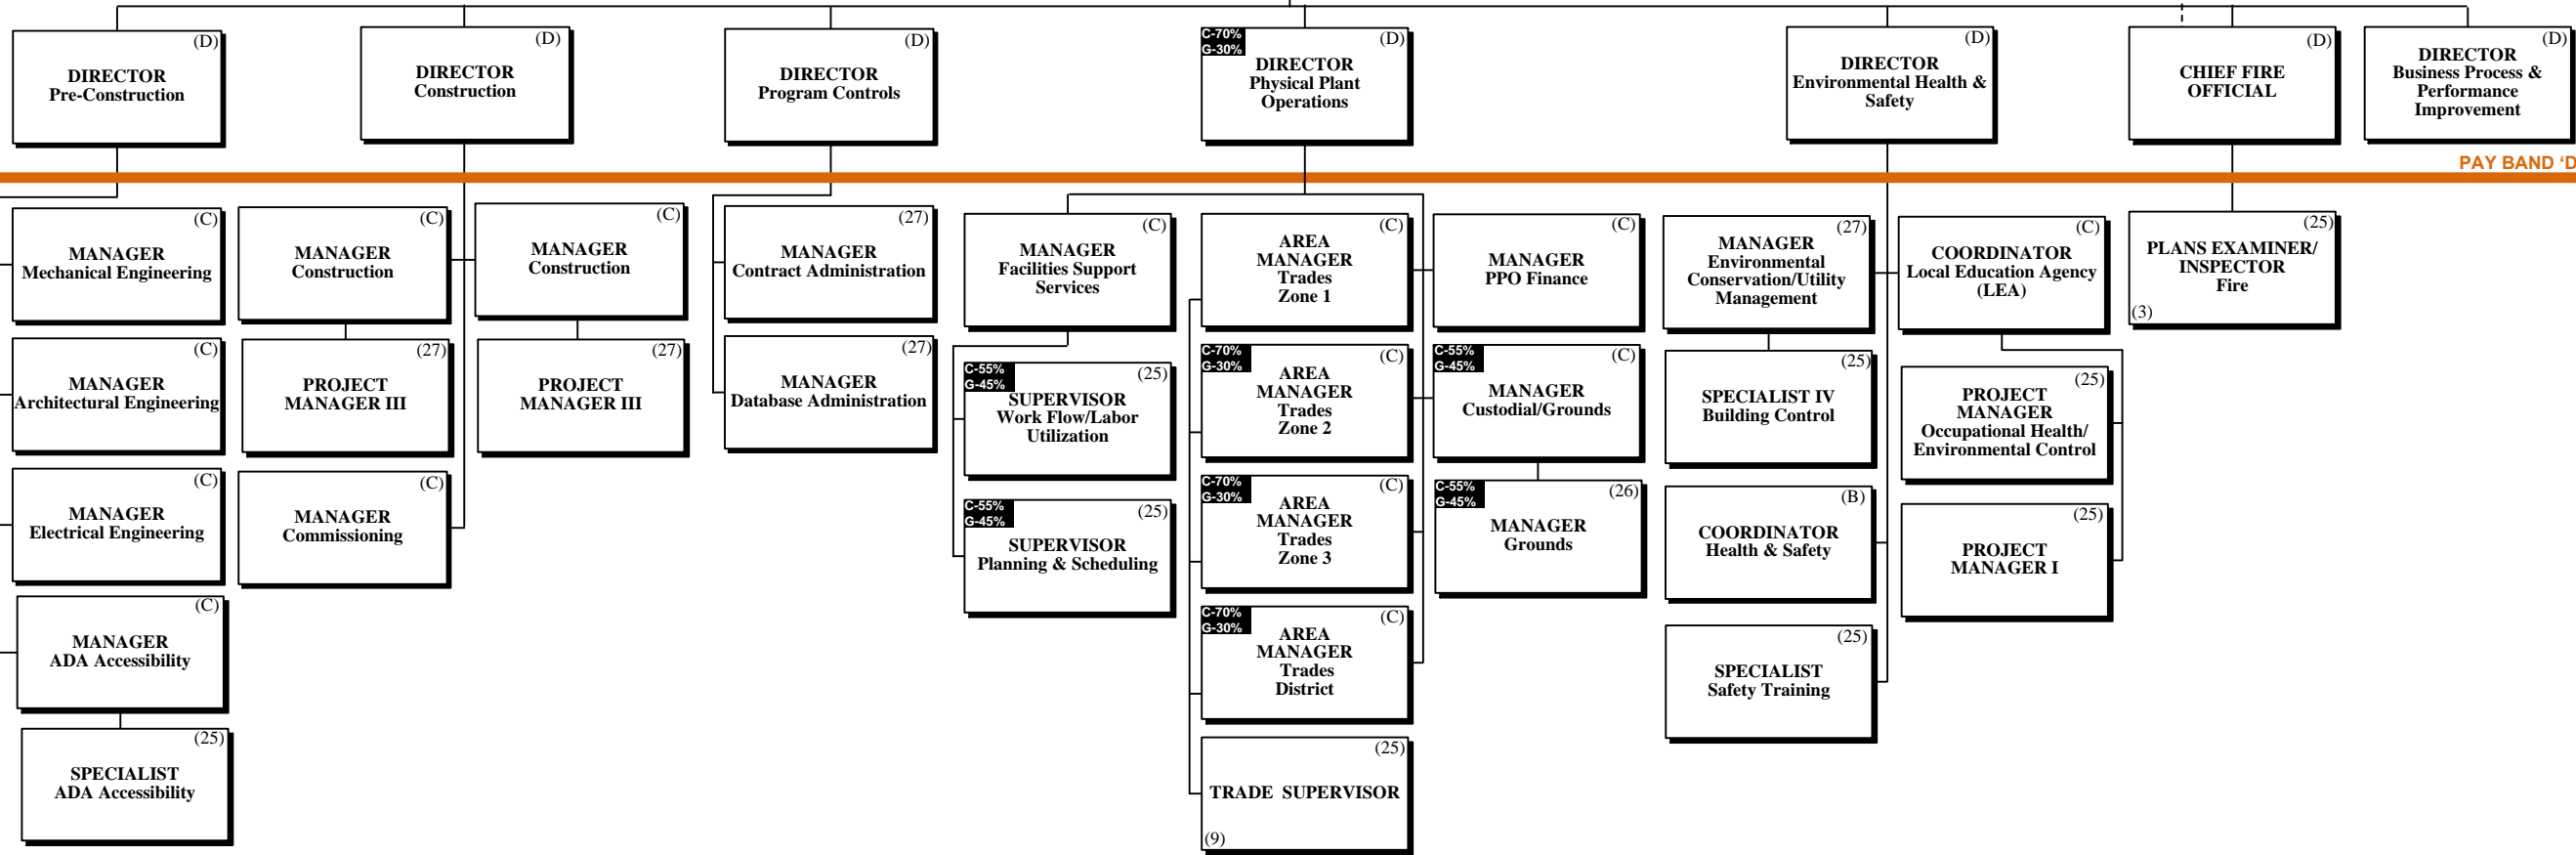 (D)
DIRECTOR
Pre-Construction
(D)
DIRECTOR
Construction
(D)
DIRECTOR
Program Controls
C-70%
G-30%
(D)
DIRECTOR
Physical Plant
Operations
(D)
DIRECTOR
Environmental Health &
Safety
(D)
CHIEF FIRE
OFFICIAL
(D)
DIRECTOR
Business Process &
Performance
Improvement
PAY BAND ‘D
(C)
MANAGER
Mechanical Engineering
(C)
MANAGER
Architectural Engineering
(C)
MANAGER
Electrical Engineering
(C)
MANAGER
ADA Accessibility
(25)
SPECIALIST
ADA Accessibility
(C)
MANAGER
Construction
(27)
PROJECT
MANAGER III
(C)
MANAGER
Commissioning
(C)
MANAGER
Construction
(27)
PROJECT
MANAGER III
(27)
MANAGER
Contract Administration
(27)
MANAGER
Database Administration
(C)
MANAGER
Facilities Support
Services
C-55%
G-45%
(25)
SUPERVISOR
Work Flow/Labor
Utilization
C-55%
G-45%
(25)
SUPERVISOR
Planning & Scheduling
(C)
AREA
MANAGER
Trades
Zone 1
C-70%
G-30%
(C)
AREA
MANAGER
Trades
Zone 2
C-70%
G-30%
(C)
AREA
MANAGER
Trades
Zone 3
C-70%
G-30%
(C)
AREA
MANAGER
Trades
District
(25)
TRADE SUPERVISOR
(9)
(C)
MANAGER
PPO Finance
C-55%
G-45%
(C)
MANAGER
Custodial/Grounds
C-55%
G-45%
(26)
MANAGER
Grounds
(27)
MANAGER
Environmental
Conservation/Utility
Management
(25)
SPECIALIST IV
Building Control
(B)
COORDINATOR
Health & Safety
(25)
SPECIALIST
Safety Training
(C)
COORDINATOR
Local Education Agency
(LEA)
(25)
PROJECT
MANAGER
Occupational Health/
Environmental Control
(25)
PROJECT
MANAGER I
(25)
PLANS EXAMINER/
INSPECTOR
Fire
(3)